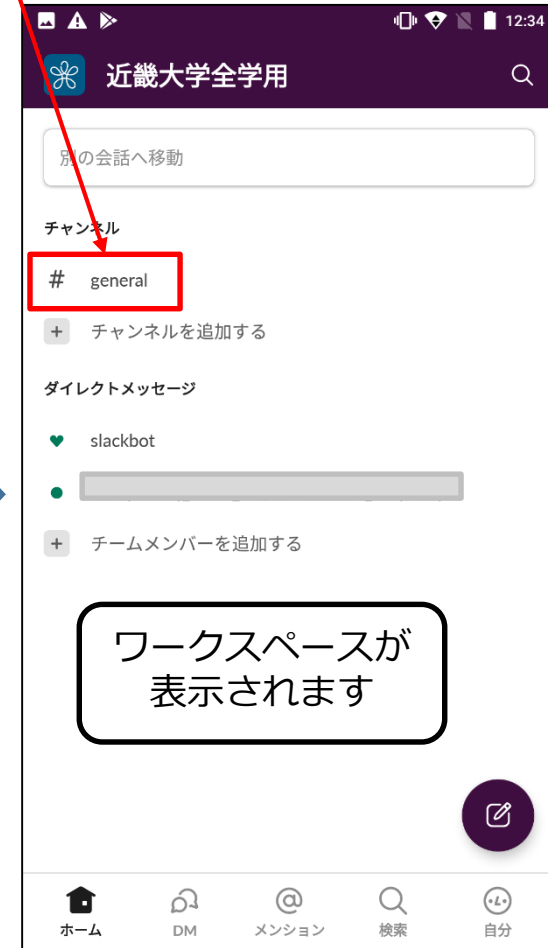 12:34
近畿大学全学用
別の会話へ移動
チャンネル
# general
+ チャンネルを追加する
ダイレクトメッセージ
slackbot
+ チームメンバーを追加する
ワークスペースが
表示されます
ホーム DM メンション 検索 自分